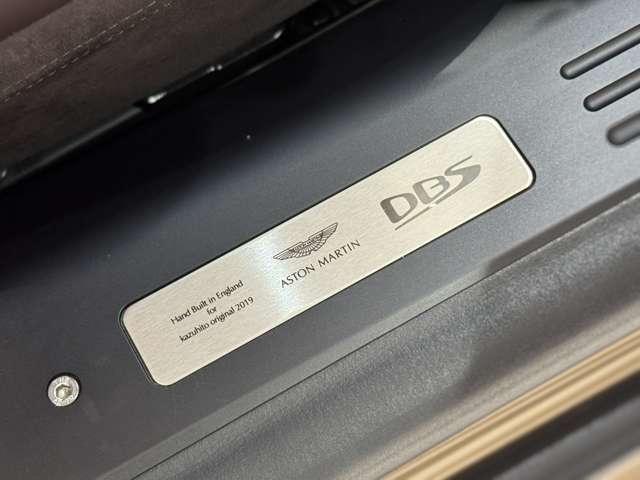 Hand Built in England
for
kazuhito original 2019
ASTON MARTIN
DBS